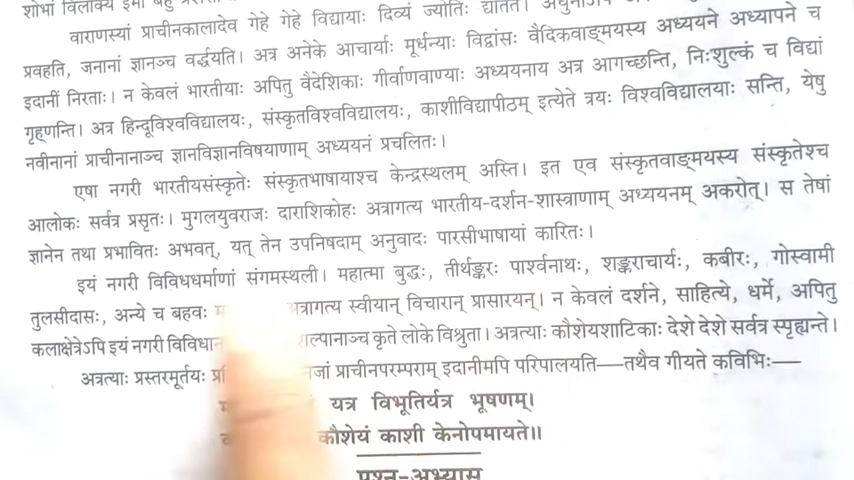 शोभां विलोक्य इमां बहु
वाराणस्यां प्राचीनकालादेव गेहे गेहे विद्यायाः दिव्यं ज्योतिः द्योतते।
प्रवहति, जनानां ज्ञानञ्च वर्द्धयति। अत्र अनेके आचार्याः मूर्धन्याः विद्वांसः वैदिकवाङ्मयस्य अध्ययने अध्यापने च
इदानीं निरताः। न केवलं भारतीयाः अपितु वैदेशिकाः गीर्वाणवाण्याः अध्ययनाय अत्र आगच्छन्ति, निःशुल्कं च विद्यां
गृह्णन्ति। अत्र हिन्दूविश्वविद्यालयः, संस्कृतविश्वविद्यालयः, काशीविद्यापीठम् इत्येते त्रयः विश्वविद्यालयाः सन्ति, येषु
नवीनानां प्राचीनानाञ्च ज्ञानविज्ञानविषयाणाम् अध्ययनं प्रचलितः।
एषा नगरी भारतीयसंस्कृतेः संस्कृतभाषायाश्च केन्द्रस्थलम् अस्ति। इत एव संस्कृतवाङ्मयस्य संस्कृतेश्च
आलोकः सर्वत्र प्रसृतः। मुगलयुवराजः दाराशिकोहः अत्रागत्य भारतीय-दर्शन-शास्त्राणाम् अध्ययनम् अकरोत्। स तेषां
ज्ञानेन तथा प्रभावितः अभवत्, यत् तेन उपनिषदाम् अनुवादः पारसीभाषायां कारितः।
इयं नगरी विविधधर्माणां संगमस्थली। महात्मा बुद्धः, तीर्थङ्करः पार्श्वनाथः, शङ्कराचार्यः, कबीरः, गोस्वामी
तुलसीदासः, अन्ये च बहवः अत्रागत्य स्वीयान् विचारान् प्रासारयन्। न केवलं दर्शने, साहित्ये, धर्मे, अपितु
कलाक्षेत्रेऽपि इयं नगरी कृते लोके विश्रुता। अत्रत्याः कौशेयशाटिकाः देशे देशे सर्वत्र स्पृह्यन्ते।
अत्रत्याः प्रस्तरमूर्तयः प्राचीनपरम्पराम् इदानीमपि परिपालयति—तथैव गीयते कविभिः—
यत्र विभूतिर्यत्र भूषणम्।
कौशेयं काशी केनोपमायते॥
प्रश्न-अभ्यास